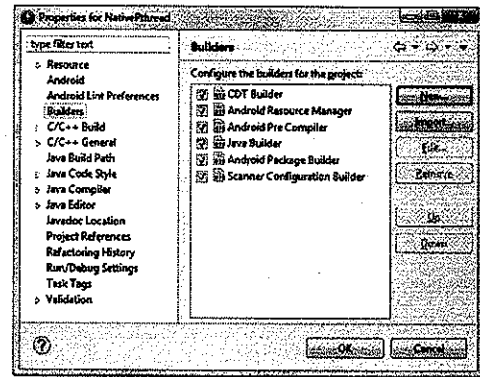 Properties for NativePthread
type filter text
Resource
Android
Android Lint Preferences
Builders
C/C++ Build
C/C++ General
Java Build Path
Java Code Style
Java Compiler
Java Editor
Javadoc Location
Project References
Refactoring History
Run/Debug Settings
Task Tags
Validation
Builders
Configure the builders for the project:
CDT Builder
Android Resource Manager
Android Pre Compiler
Java Builder
Android Package Builder
Scanner Configuration Builder
New...
Import...
Edit...
Remove
Up
Down
OK
Cancel